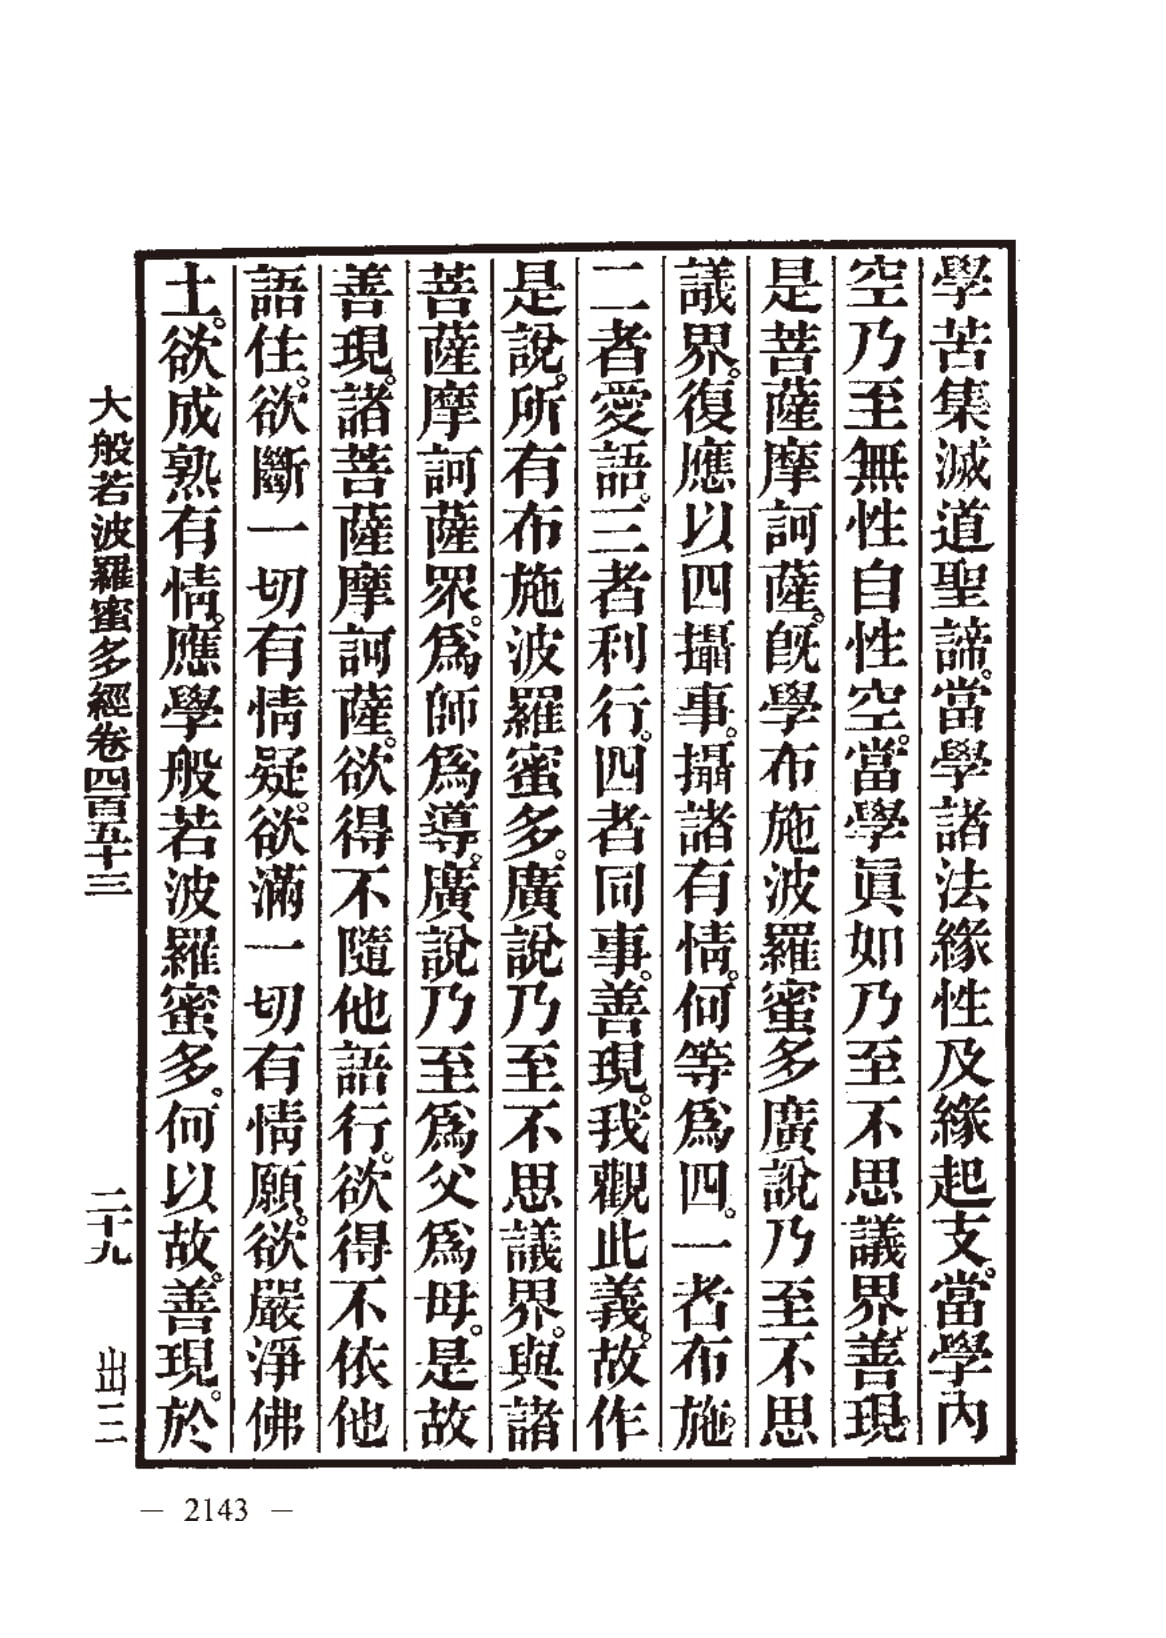 學苦集滅道聖諦。當學諸法緣性及緣起支。當學內
空乃至無性自性空。當學眞如乃至不思議界。善現。
是菩薩摩訶薩。旣學布施波羅蜜多廣說乃至不思
議界。復應以四攝事。攝諸有情。何等爲四。一者布施。
二者愛語。三者利行。四者同事。善現。我觀此義。故作
是說。所有布施波羅蜜多。廣說乃至不思議界。與諸
菩薩摩訶薩眾。爲師爲導。廣說乃至爲父爲母。是故
善現。諸菩薩摩訶薩。欲得不隨他語行。欲得不依他
語住。欲斷一切有情疑。欲滿一切有情願。欲嚴淨佛
土。欲成熟有情。應學般若波羅蜜多。何以故。善現。於
大般若波羅蜜多經卷四百五十三 二十九 出三
— 2143 —